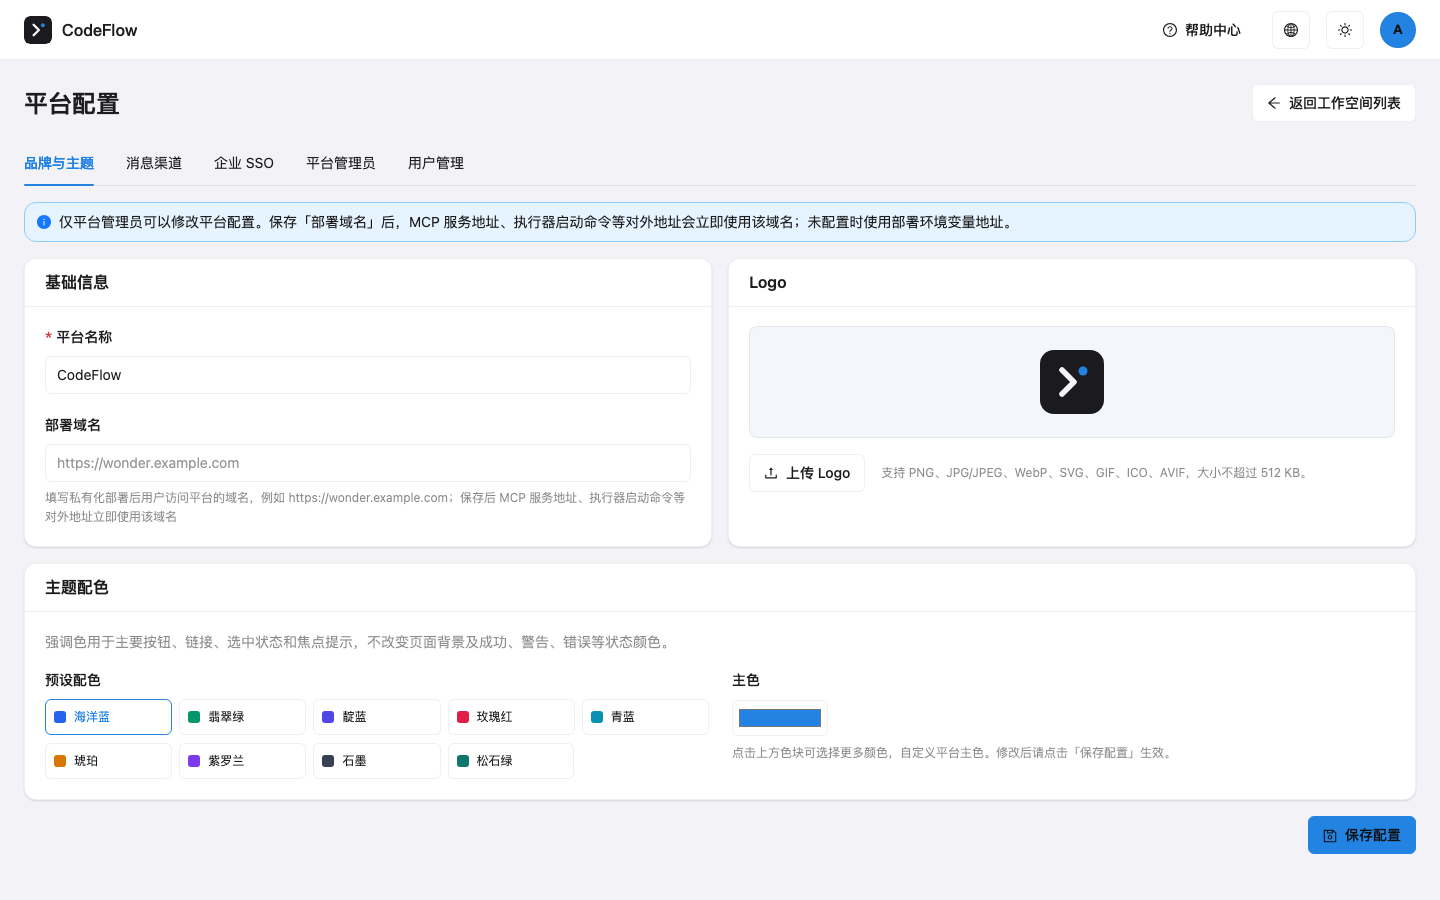 CodeFlow
帮助中心
A
平台配置
返回工作空间列表
品牌与主题
消息渠道
企业 SSO
平台管理员
用户管理
仅平台管理员可以修改平台配置。保存「部署域名」后，MCP 服务地址、执行器启动命令等对外地址会立即使用该域名；未配置时使用部署环境变量地址。
基础信息
* 平台名称
CodeFlow
部署域名
https://wonder.example.com
填写私有化部署后用户访问平台的域名，例如 https://wonder.example.com；保存后 MCP 服务地址、执行器启动命令等
对外地址立即使用该域名
Logo
上传 Logo
支持 PNG、JPG/JPEG、WebP、SVG、GIF、ICO、AVIF，大小不超过 512 KB。
主题配色
强调色用于主要按钮、链接、选中状态和焦点提示，不改变页面背景及成功、警告、错误等状态颜色。
预设配色
海洋蓝
翡翠绿
靛蓝
玫瑰红
青蓝
琥珀
紫罗兰
石墨
松石绿
主色
点击上方色块可选择更多颜色，自定义平台主色。修改后请点击「保存配置」生效。
保存配置